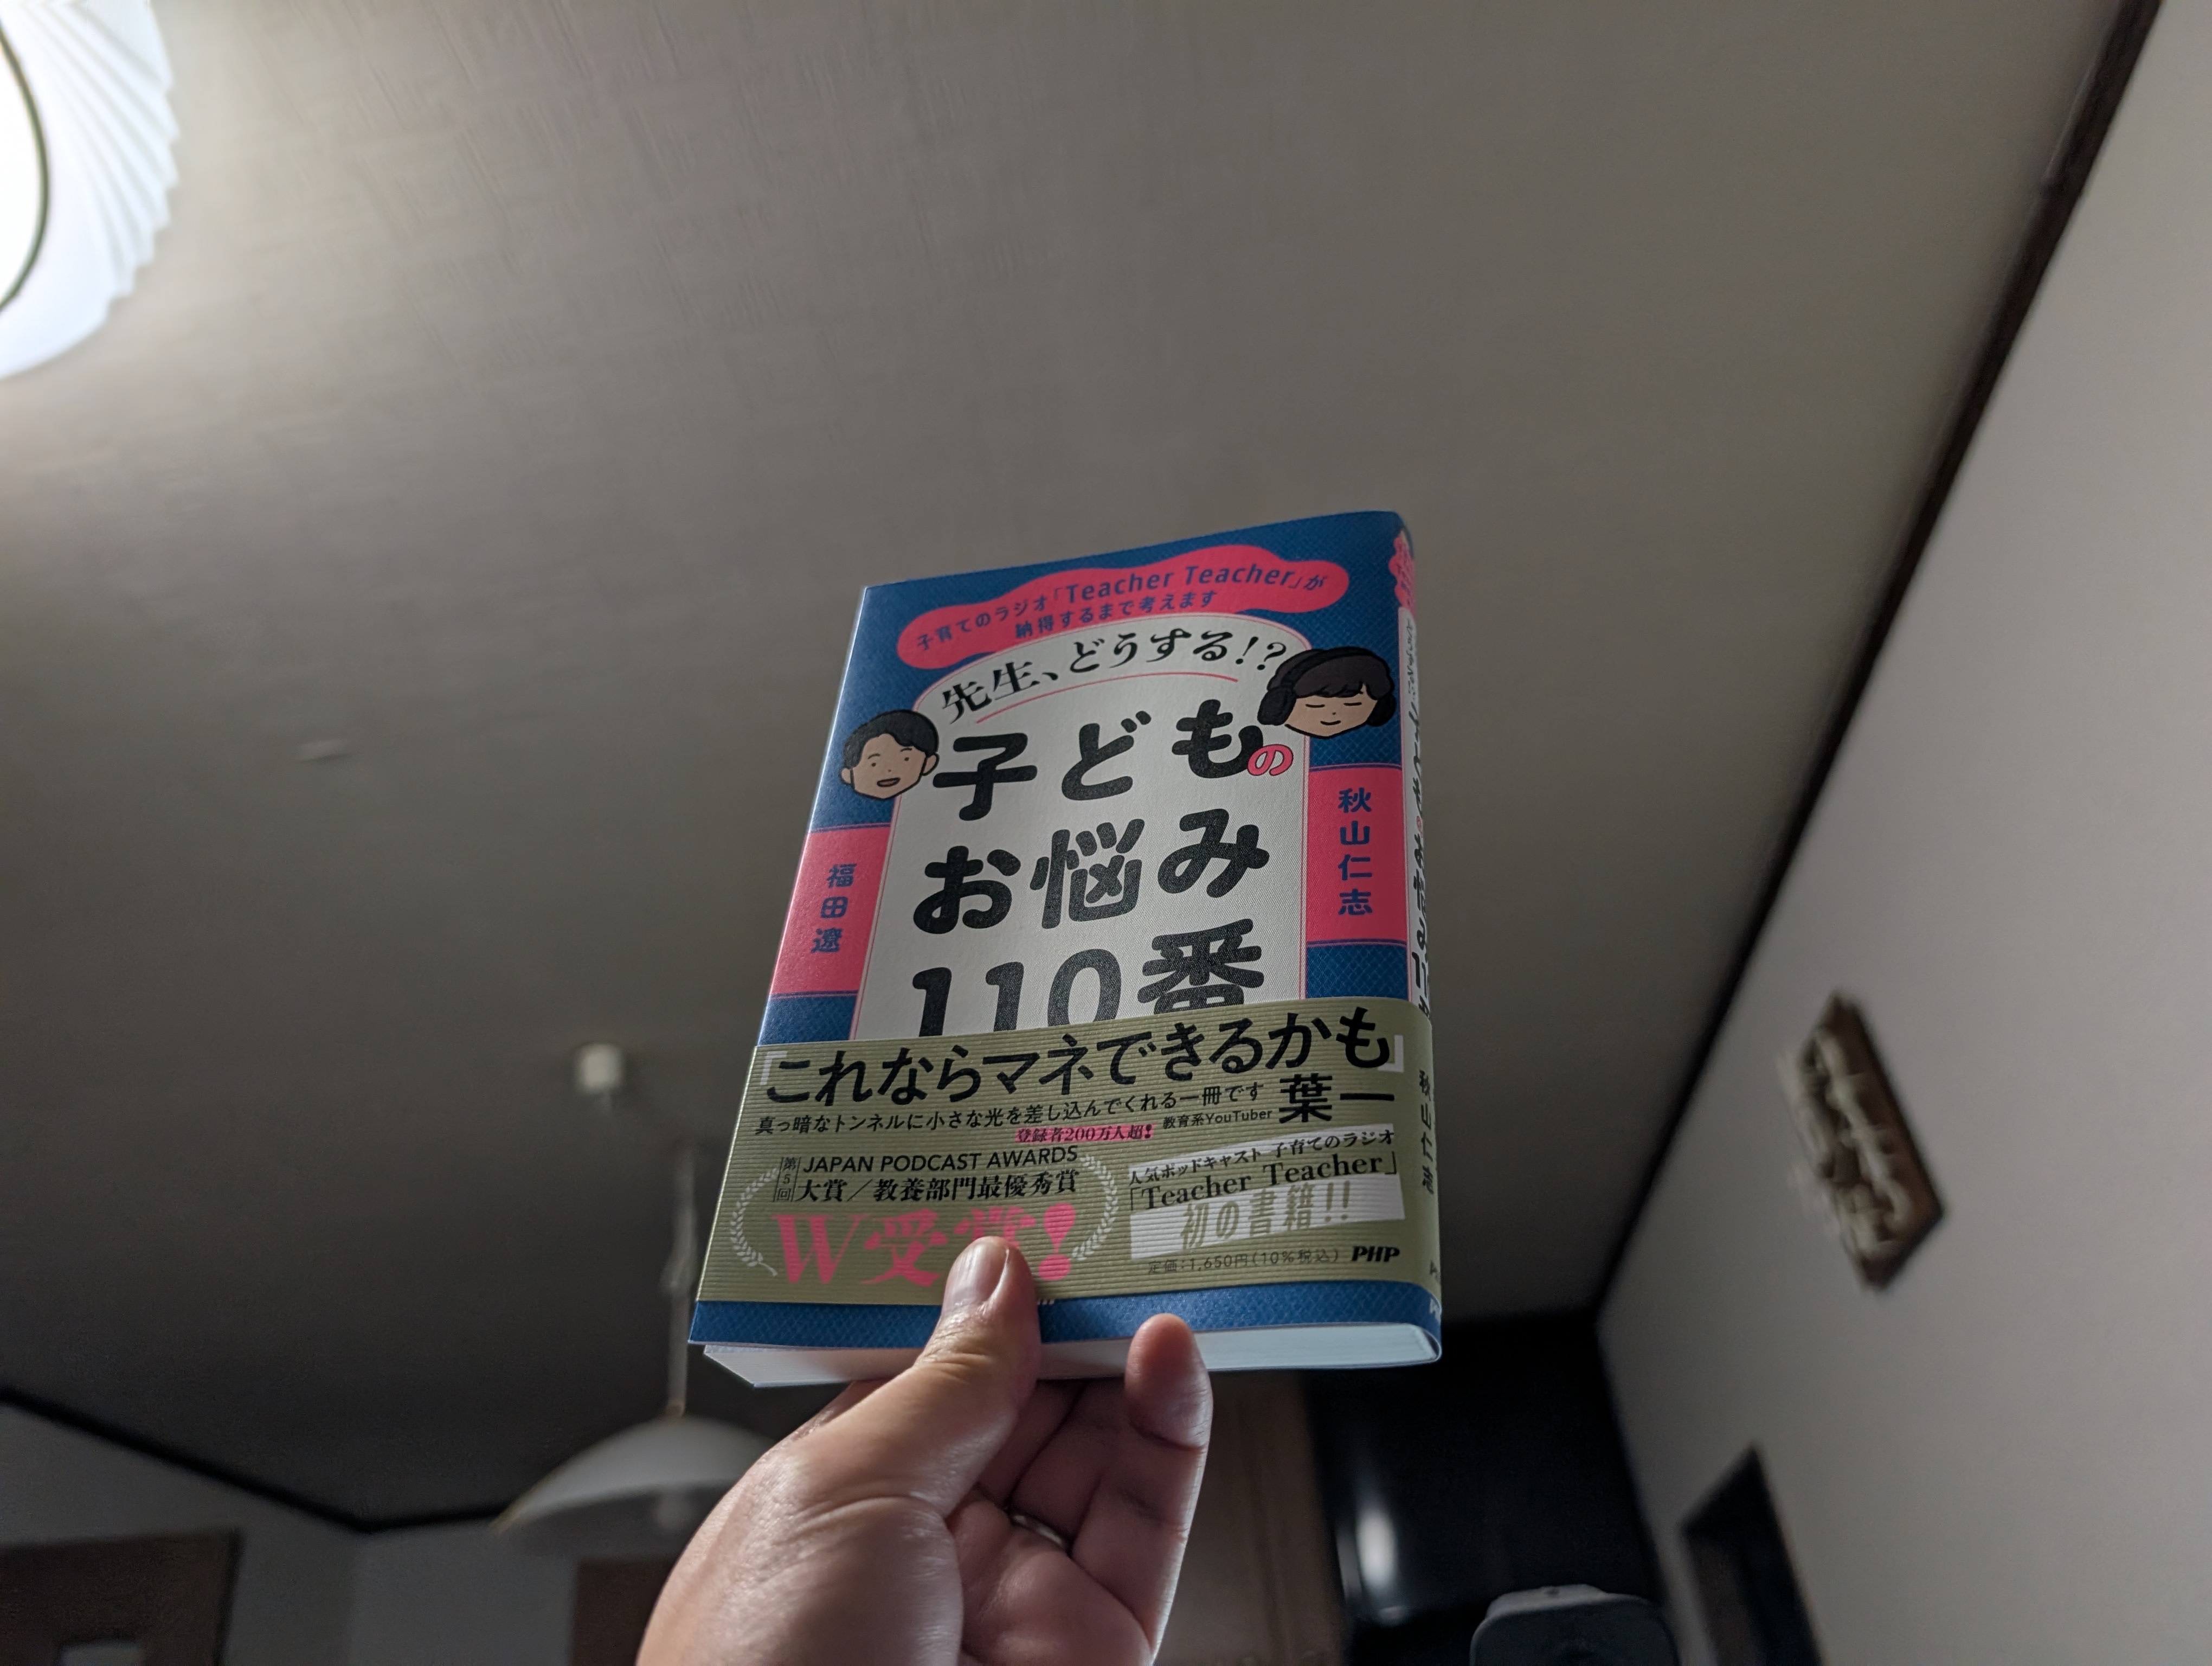 子育てのラジオ「Teacher Teacher」が
納得するまで考えます
先生、どうする!?
子どもの
お悩み
110番
秋山仁志
福田遼
「これならマネできるかも」
真っ暗なトンネルに小さな光を差し込んでくれる一冊です
登録者200万人超!
教育系YouTuber
葉一
第5回
JAPAN PODCAST AWARDS
大賞/教養部門最優秀賞
W受賞!
人気ポッドキャスト 子育てのラジオ
「Teacher Teacher」
初の書籍!!
定価:1,650円(10%税込)
PHP
秋山仁志